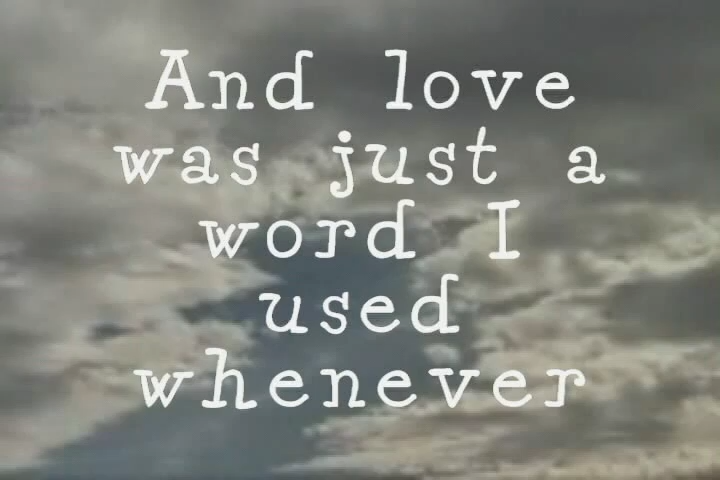 And love
was just a
word I
used
whenever